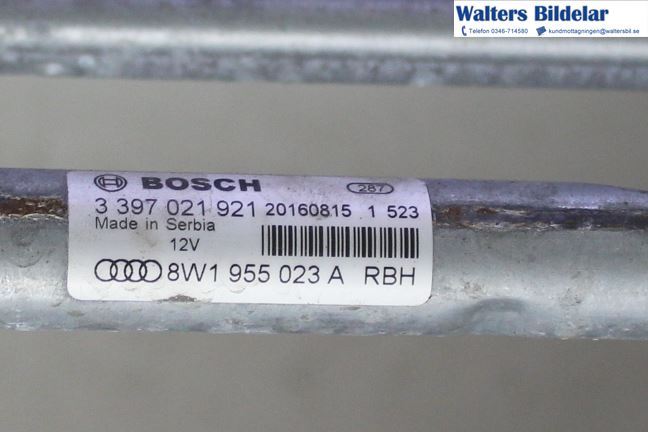 Walters Bildelar
Telefon 0346-714580 kundmottagningen@waltersbil.se
BOSCH 287
3 397 021 921 20160815 1 523
Made in Serbia
12V
8W1 955 023 A RBH